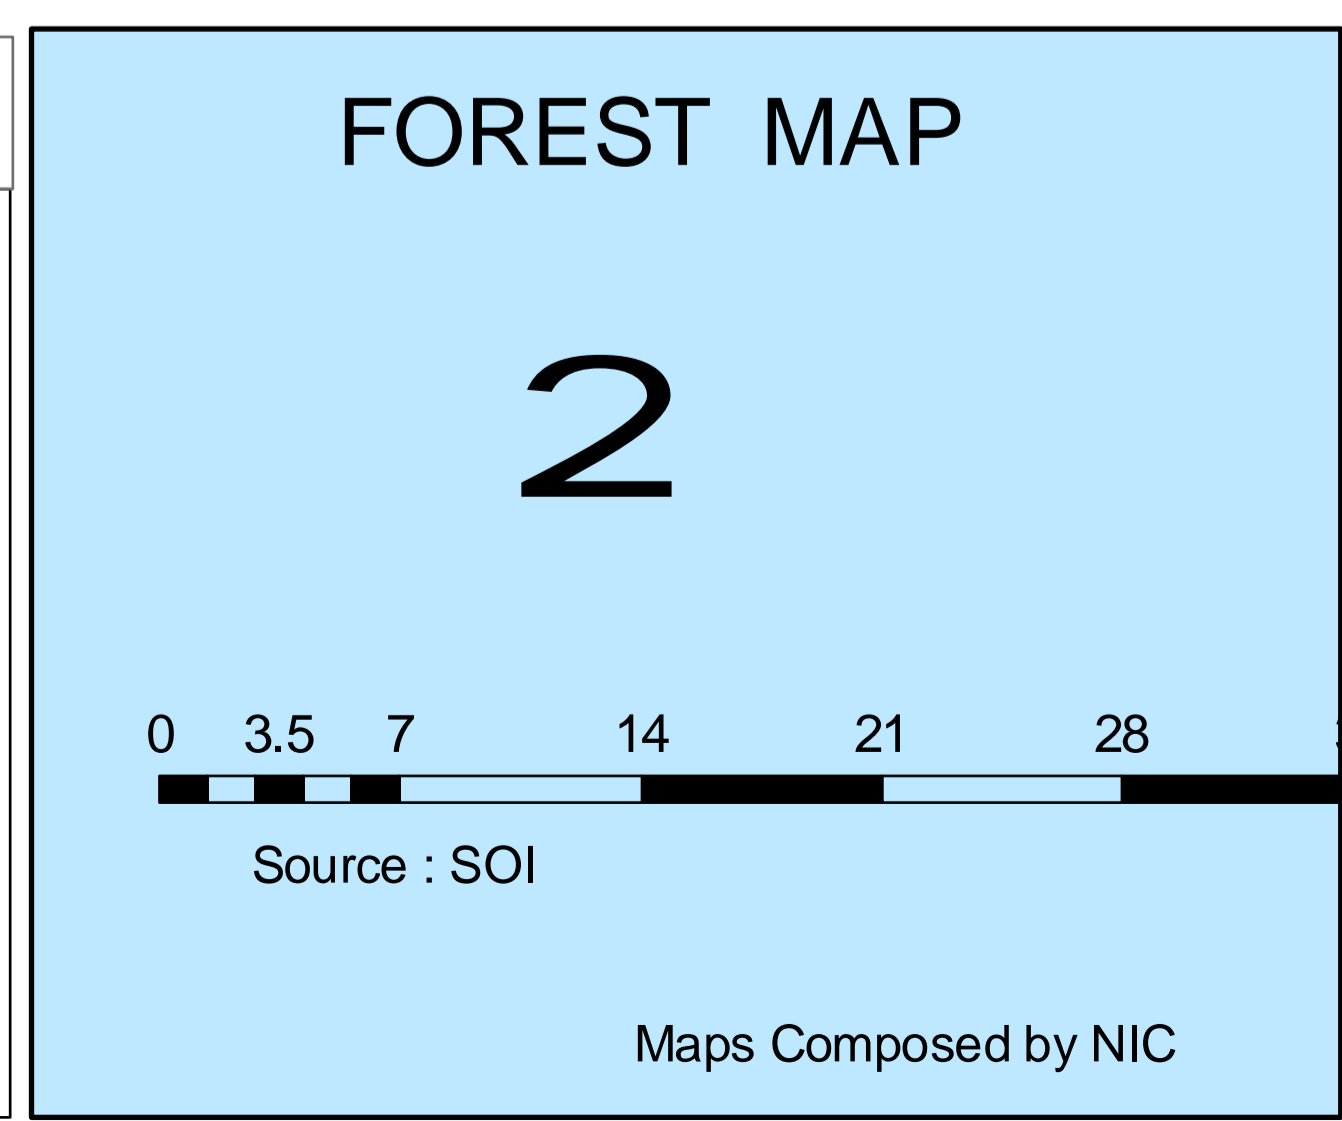 FOREST MAP
2
0 3.5 7 14 21 28
Source : SOI
Maps Composed by NIC